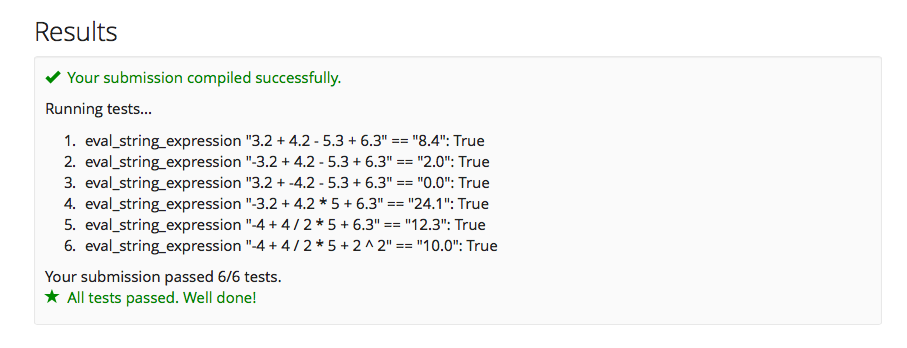 Results
✔ Your submission compiled successfully.
Running tests...
1. eval_string_expression "3.2 + 4.2 - 5.3 + 6.3" == "8.4": True
2. eval_string_expression "-3.2 + 4.2 - 5.3 + 6.3" == "2.0": True
3. eval_string_expression "3.2 + -4.2 - 5.3 + 6.3" == "0.0": True
4. eval_string_expression "-3.2 + 4.2 * 5 + 6.3" == "24.1": True
5. eval_string_expression "-4 + 4 / 2 * 5 + 6.3" == "12.3": True
6. eval_string_expression "-4 + 4 / 2 * 5 + 2 ^ 2" == "10.0": True
Your submission passed 6/6 tests.
★ All tests passed. Well done!